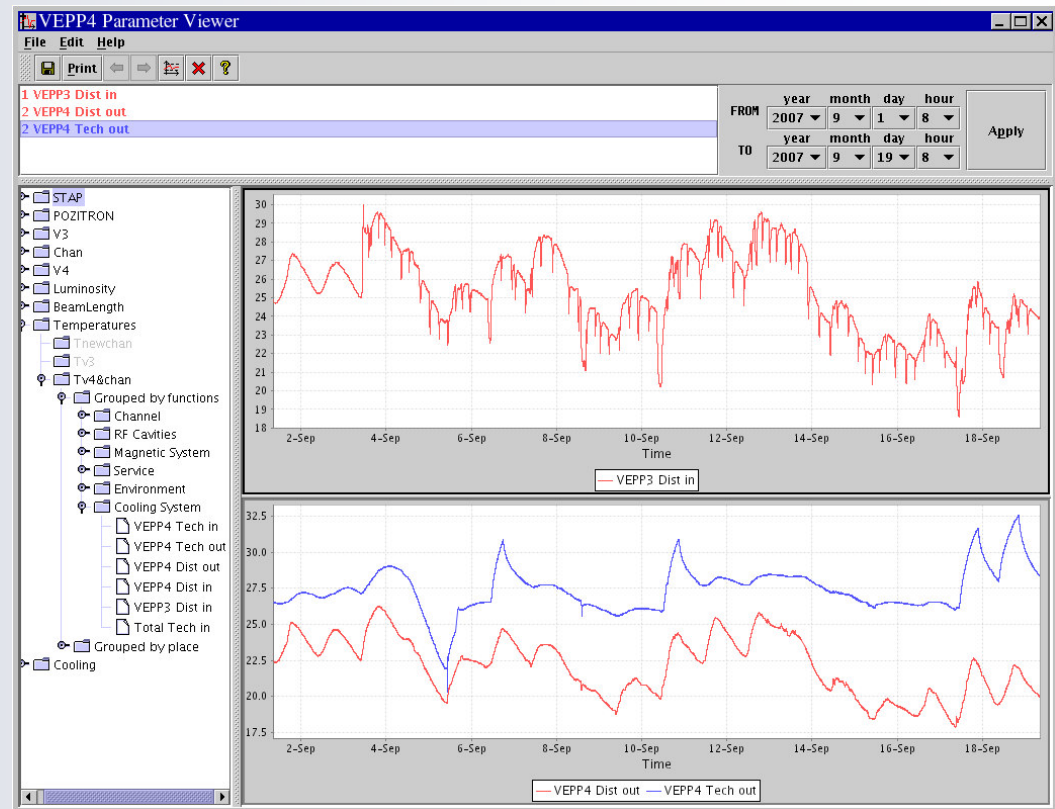 VEPP4 Parameter Viewer
File Edit Help
Print
1 VEPP3 Dist in
2 VEPP4 Dist out
2 VEPP4 Tech out
year month day hour
FROM 2007 9 1 8
year month day hour
TO 2007 9 19 8
Apply
STAP
POZITRON
V3
Chan
V4
Luminosity
BeamLength
Temperatures
Tnewchan
Tv3
Tv4&chan
Grouped by functions
Channel
RF Cavities
Magnetic System
Service
Environment
Cooling System
VEPP4 Tech in
VEPP4 Tech out
VEPP4 Dist out
VEPP4 Dist in
VEPP3 Dist in
Total Tech in
Grouped by place
Cooling
30
29
28
27
26
25
24
23
22
21
20
19
18
2-Sep 4-Sep 6-Sep 8-Sep 10-Sep 12-Sep 14-Sep 16-Sep 18-Sep
Time
VEPP3 Dist in
32.5
30.0
27.5
25.0
22.5
20.0
17.5
2-Sep 4-Sep 6-Sep 8-Sep 10-Sep 12-Sep 14-Sep 16-Sep 18-Sep
Time
VEPP4 Dist out VEPP4 Tech out